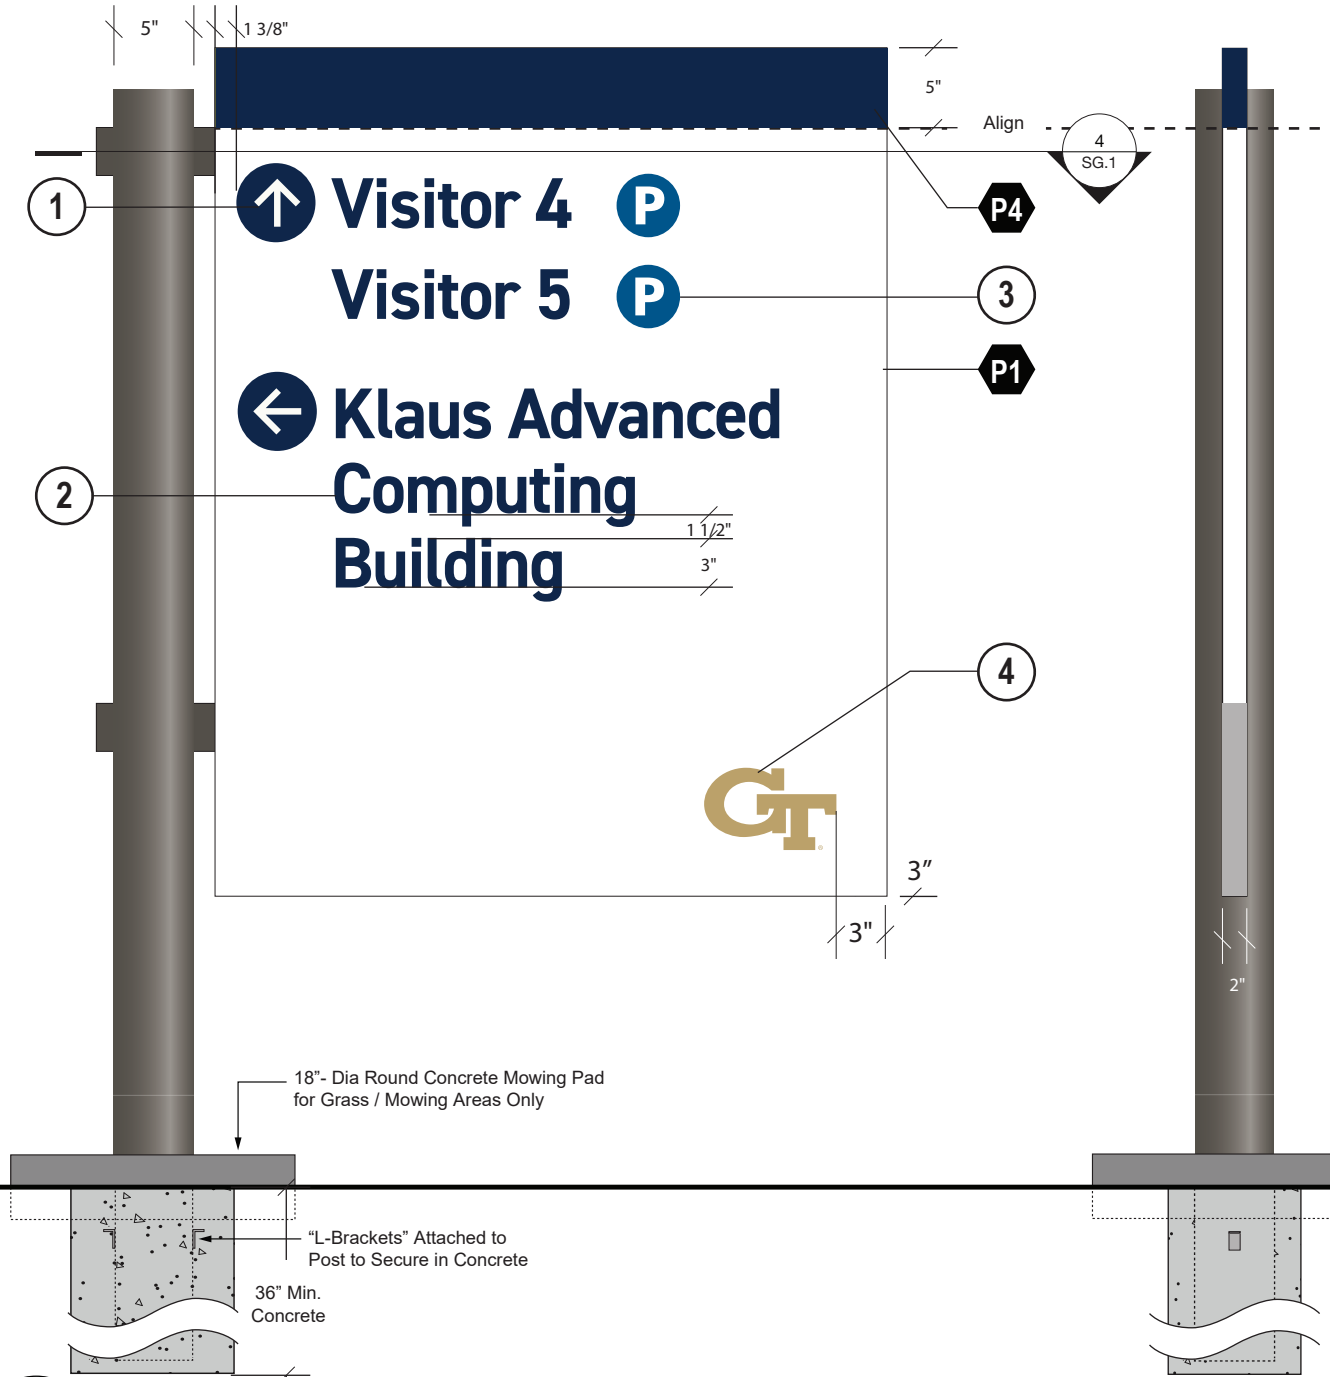 5"
1 3/8"
5"
Align
4
SG.1
1
Visitor 4 P
P4
Visitor 5 P
3
P1
Klaus Advanced
2
Computing
1 1/2"
Building
3"
4
GT
®
3”
3"
2"
18”- Dia Round Concrete Mowing Pad
for Grass / Mowing Areas Only
“L-Brackets” Attached to
Post to Secure in Concrete
36” Min.
Concrete